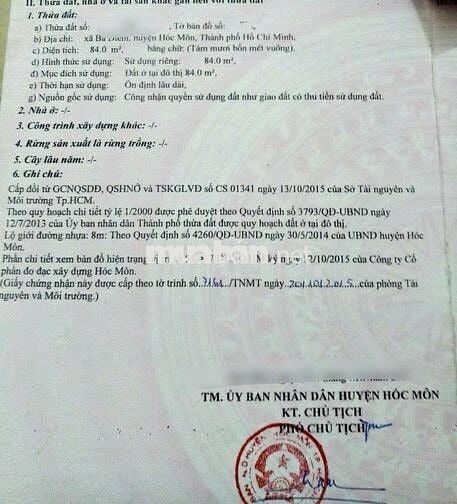 II. Thửa đất, nhà ở và tài sản khác gắn liền với thửa đất
1. Thửa đất:
a) Thửa đất số: , Tờ bản đồ số:
b) Địa chỉ: xã Bà Điểm, huyện Hóc Môn, Thành phố Hồ Chí Minh,
c) Diện tích: 84.0 m², bằng chữ: (Tám mươi bốn mét vuông).
d) Hình thức sử dụng: Sử dụng riêng: 84.0 m²,
đ) Mục đích sử dụng: Đất ở tại đô thị 84.0 m²,
e) Thời hạn sử dụng: Ổn định lâu dài,
g) Nguồn gốc sử dụng: Công nhận quyền sử dụng đất như giao đất có thu tiền sử dụng đất.
2. Nhà ở: -/-
3. Công trình xây dựng khác: -/-
4. Rừng sản xuất là rừng trồng: -/-
5. Cây lâu năm: -/-
6. Ghi chú:
Cấp đổi từ GCNQSDĐ, QSHNỞ và TSKGLVĐ số CS 01341 ngày 13/10/2015 của Sở Tài nguyên và
Môi trường Tp.HCM.
Theo quy hoạch chi tiết tỷ lệ 1/2000 được phê duyệt theo Quyết định số 3793/QĐ-UBND ngày
12/7/2013 của Ủy ban nhân dân Thành phố thửa đất được quy hoạch đất ở tại đô thị.
Lộ giới đường nhựa: 8m: Theo Quyết định số 4260/QĐ-UBND ngày 30/5/2014 của UBND huyện Hóc
Môn.
Phần chi tiết xem bản đồ hiện trạng ký ngày /10/2015 của Công ty Cổ
phần đo đạc xây dựng Hóc Môn.
(Giấy chứng nhận này được cấp theo tờ trình số /TNMT ngày của phòng Tài
nguyên và Môi trường.)
TM. ỦY BAN NHÂN DÂN HUYỆN HÓC MÔN
KT. CHỦ TỊCH
PHÓ CHỦ TỊCH